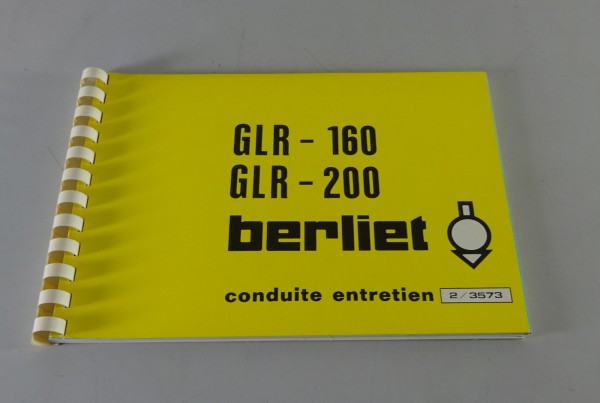 GLR - 160
GLR - 200
berliet
conduite entretien 2/3573